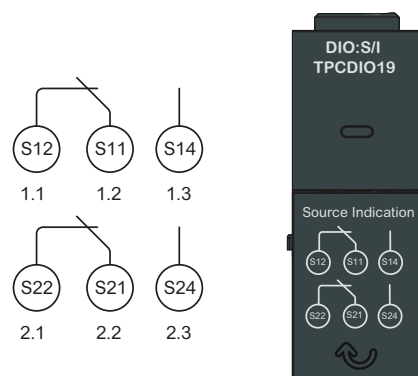 S12 S11 S14
1.1 1.2 1.3
S22 S21 S24
2.1 2.2 2.3
DIO:S/I
TPCDIO19
Source Indication
S12 S11 S14
S22 S21 S24